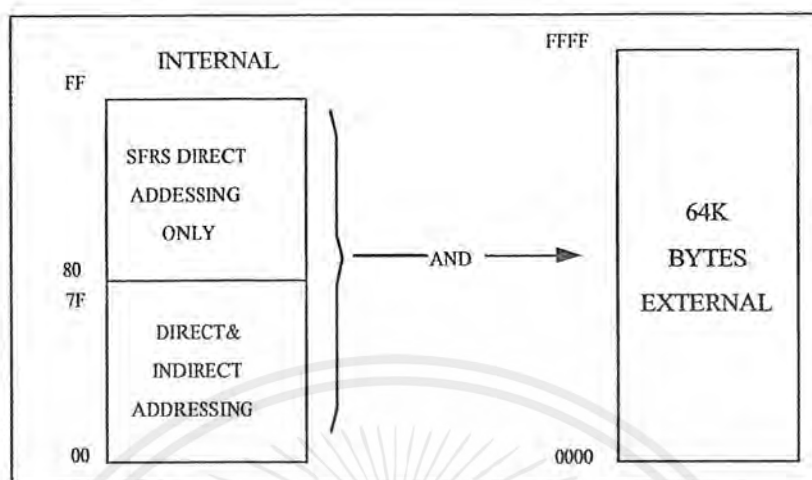 INTERNAL
FF
SFRS DIRECT
ADDESSING
ONLY
80
7F
DIRECT&
INDIRECT
ADDRESSING
00
AND
FFFF
64K
BYTES
EXTERNAL
0000